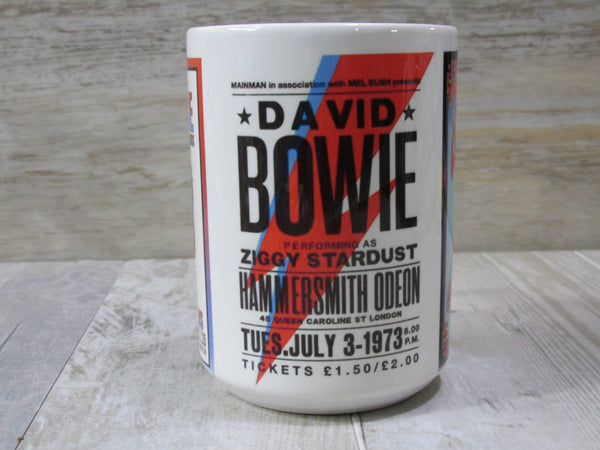 MAINMAN in association with MEL BUSH presents
★ DAVID ★
BOWIE
PERFORMING AS
ZIGGY STARDUST
HAMMERSMITH ODEON
45 QUEEN CAROLINE ST LONDON
TUES.JULY 3-1973 8.00 P.M.
TICKETS £1.50/£2.00